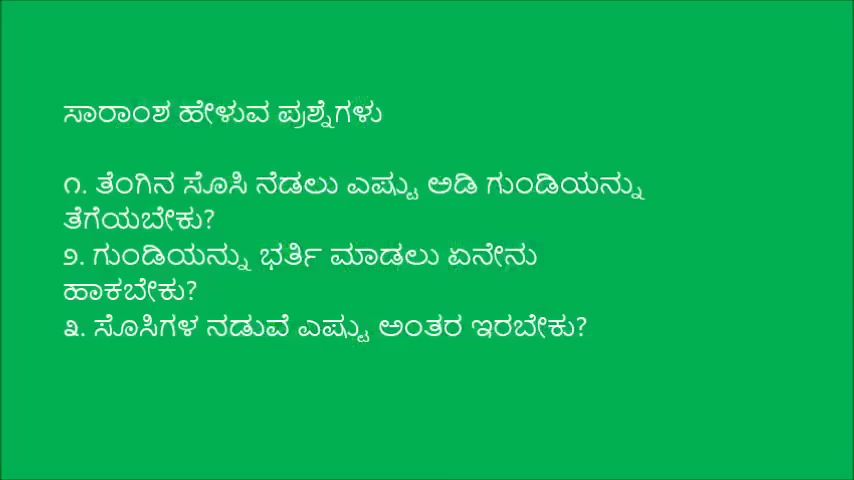 ಸಾರಾಂಶ ಹೇಳುವ ಪ್ರಶ್ನೆಗಳು
೧. ತೆಂಗಿನ ಸೊಸಿ ನೆಡಲು ಎಷ್ಟು ಅಡಿ ಗುಂಡಿಯನ್ನು
ತೆಗೆಯಬೇಕು?
೨. ಗುಂಡಿಯನ್ನು ಭರ್ತಿ ಮಾಡಲು ಏನೇನು
ಹಾಕಬೇಕು?
೩. ಸೊಸಿಗಳ ನಡುವೆ ಎಷ್ಟು ಅಂತರ ಇರಬೇಕು?